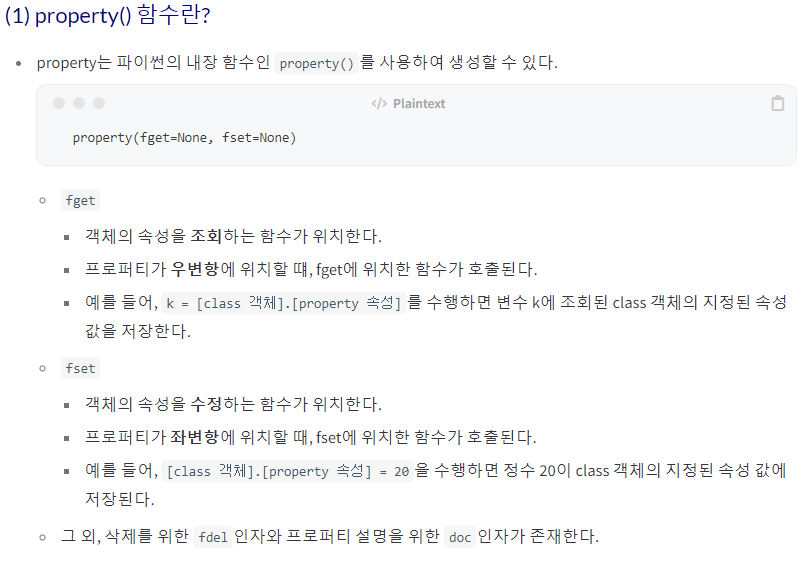 (1) property() 함수란?
property는 파이썬의 내장 함수인 property() 를 사용하여 생성할 수 있다.
</> Plaintext
property(fget=None, fset=None)
fget
객체의 속성을 조회하는 함수가 위치한다.
프로퍼티가 우변항에 위치할 떄, fget에 위치한 함수가 호출된다.
예를 들어, k = [class 객체].[property 속성] 를 수행하면 변수 k에 조회된 class 객체의 지정된 속성
값을 저장한다.
fset
객체의 속성을 수정하는 함수가 위치한다.
프로퍼티가 좌변항에 위치할 때, fset에 위치한 함수가 호출된다.
예를 들어, [class 객체].[property 속성] = 20 을 수행하면 정수 20이 class 객체의 지정된 속성 값에
저장된다.
그 외, 삭제를 위한 fdel 인자와 프로퍼티 설명을 위한 doc 인자가 존재한다.